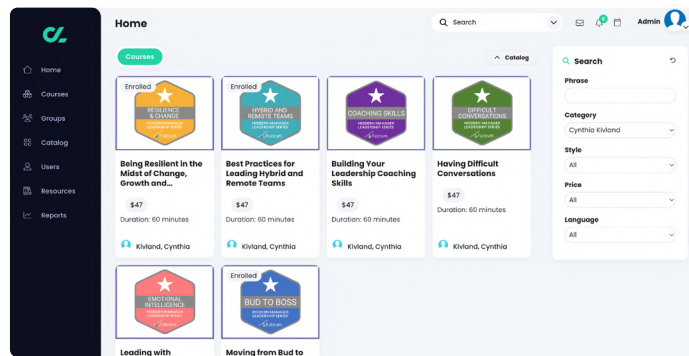 Home
Search
Admin
Home
Courses
Groups
Catalog
Users
Resources
Reports
Courses
Catalog
Enrolled
RESILIENCE
& CHANGE
MODERN MANAGER
LEADERSHIP SERIES
Fulcrum
Being Resilient in the
Midst of Change,
Growth and...
$47
Duration: 60 minutes
Kivland, Cynthia
Enrolled
HYBRID AND
REMOTE TEAMS
MODERN MANAGER
LEADERSHIP SERIES
Fulcrum
Best Practices for
Leading Hybrid and
Remote Teams
$47
Duration: 60 minutes
Kivland, Cynthia
COACHING SKILLS
MODERN MANAGER
LEADERSHIP SERIES
Fulcrum
Building Your
Leadership Coaching
Skills
$47
Duration: 60 minutes
Kivland, Cynthia
DIFFICULT
CONVERSATIONS
MODERN MANAGER
LEADERSHIP SERIES
Fulcrum
Having Difficult
Conversations
$47
Duration: 60 minutes
Kivland, Cynthia
EMOTIONAL
INTELLIGENCE
MODERN MANAGER
LEADERSHIP SERIES
Fulcrum
Leading with
Enrolled
BUD TO BOSS
MODERN MANAGER
LEADERSHIP SERIES
Fulcrum
Moving from Bud to
Search
Phrase
Category
Cynthia Kivland
Style
All
Price
All
Language
All